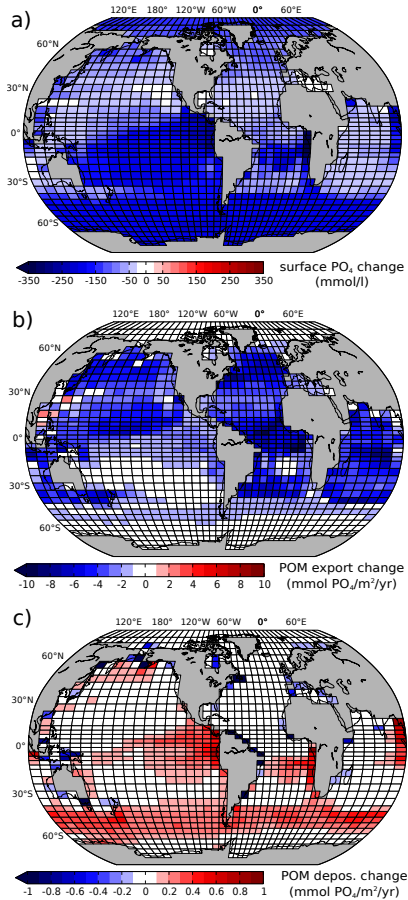 a)
120°E 180° 120°W 60°W 0° 60°E
60°N
30°N
0°
30°S
60°S
-350 -250 -150 -50 0 50 150 250 350
surface PO₄ change
(mmol/l)
b)
120°E 180° 120°W 60°W 0° 60°E
60°N
30°N
0°
30°S
60°S
-10 -8 -6 -4 -2 0 2 4 6 8 10
POM export change
(mmol PO₄/m²/yr)
c)
120°E 180° 120°W 60°W 0° 60°E
60°N
30°N
0
30°S
60°S
-1 -0.8 -0.6 -0.4 -0.2 0 0.2 0.4 0.6 0.8 1
POM depos. change
(mmol PO₄/m²/yr)